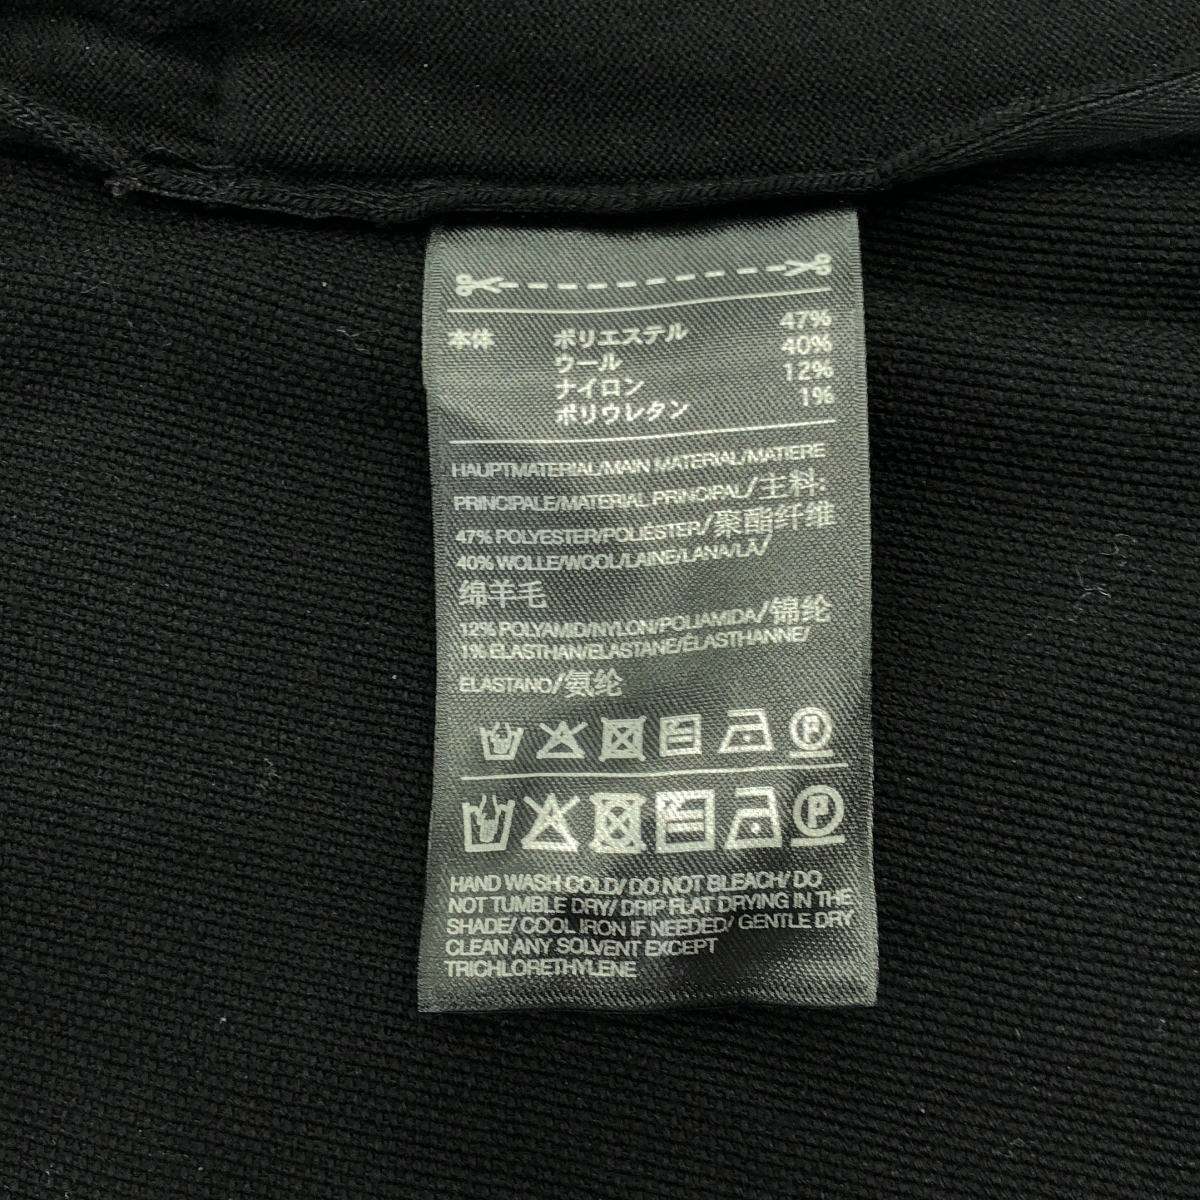 本体 ポリエステル 47%
ウール 40%
ナイロン 12%
ポリウレタン 1%
HAUPTMATERIAL/MAIN MATERIAL/MATIERE
PRINCIPALE/MATERIAL PRINCIPAL/主料:
47% POLYESTER/POLIÉSTER/聚酯纤维
40% WOLLE/WOOL/LAINE/LANA/LÃ/
绵羊毛
12% POLYAMID/NYLON/POLIAMIDA/锦纶
1% ELASTHAN/ELASTANE/ÉLASTHANNE/
ELASTANO/氨纶
P
P
HAND WASH COLD/ DO NOT BLEACH/ DO
NOT TUMBLE DRY/ DRIP FLAT DRYING IN THE
SHADE/ COOL IRON IF NEEDED/ GENTLE DRY
CLEAN ANY SOLVENT EXCEPT
TRICHLORETHYLENE